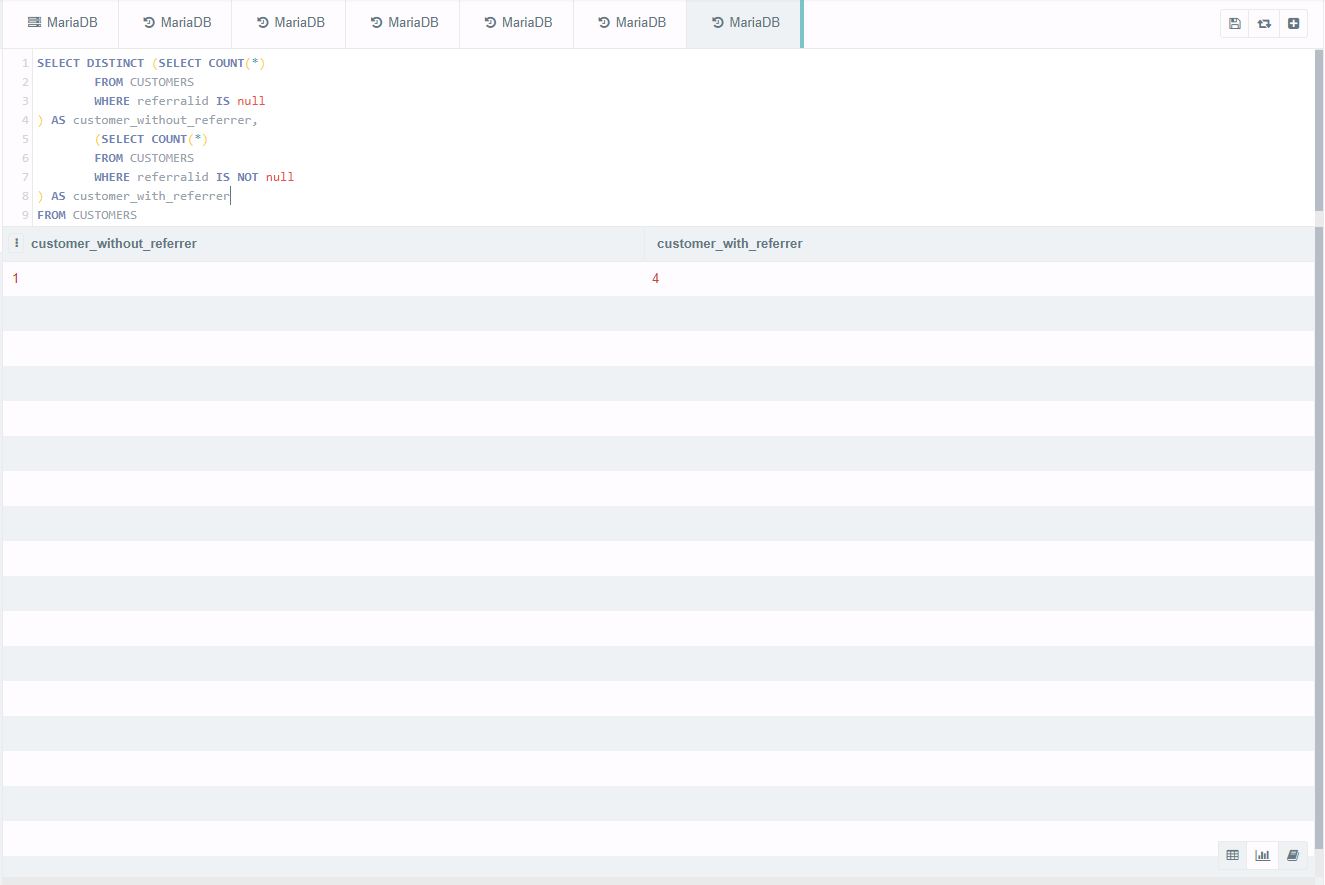 MariaDB MariaDB MariaDB MariaDB MariaDB MariaDB MariaDB
1 SELECT DISTINCT (SELECT COUNT(*)
2 FROM CUSTOMERS
3 WHERE referralid IS null
4 ) AS customer_without_referrer,
5 (SELECT COUNT(*)
6 FROM CUSTOMERS
7 WHERE referralid IS NOT null
8 ) AS customer_with_referrer
9 FROM CUSTOMERS
customer_without_referrer customer_with_referrer
1 4